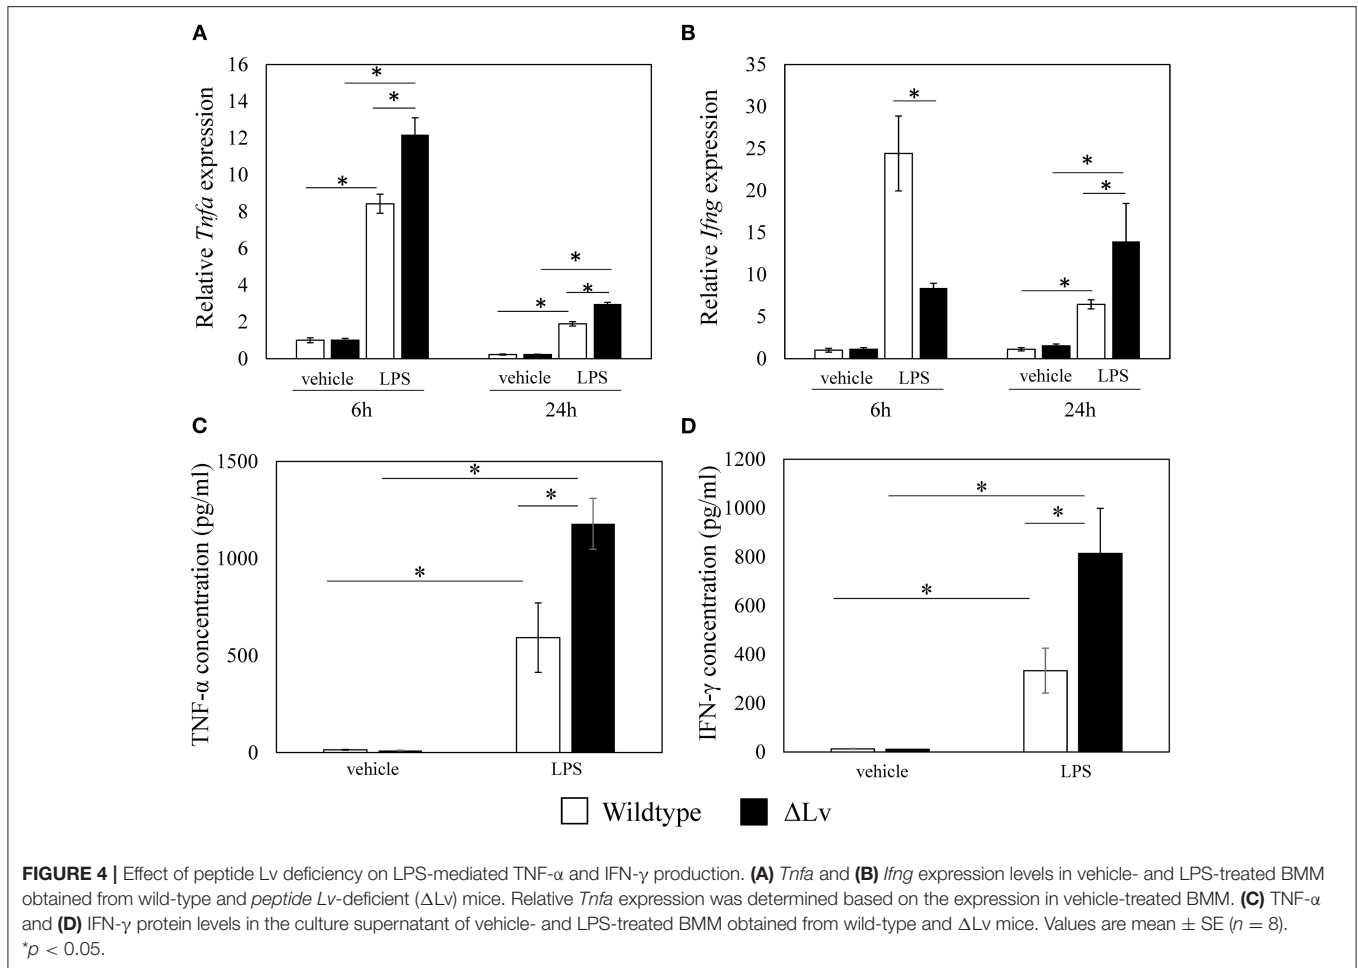 A
Relative Tnfa expression
16
14
12
10
8
6
4
2
0
*
*
*
*
*
*
vehicle LPS vehicle LPS
6h 24h
B
Relative Ifng expression
35
30
25
20
15
10
5
0
*
*
*
*
vehicle LPS vehicle LPS
6h 24h
C
TNF-α concentration (pg/ml)
1500
1000
500
0
*
*
*
vehicle LPS
D
IFN-γ concentration (pg/ml)
1200
1000
800
600
400
200
0
*
*
*
vehicle LPS
Wildtype ΔLv
FIGURE 4 | Effect of peptide Lv deficiency on LPS-mediated TNF-α and IFN-γ production. (A) Tnfa and (B) Ifng expression levels in vehicle- and LPS-treated BMM
obtained from wild-type and peptide Lv-deficient (ΔLv) mice. Relative Tnfa expression was determined based on the expression in vehicle-treated BMM. (C) TNF-α
and (D) IFN-γ protein levels in the culture supernatant of vehicle- and LPS-treated BMM obtained from wild-type and ΔLv mice. Values are mean ± SE (n = 8).
*p < 0.05.